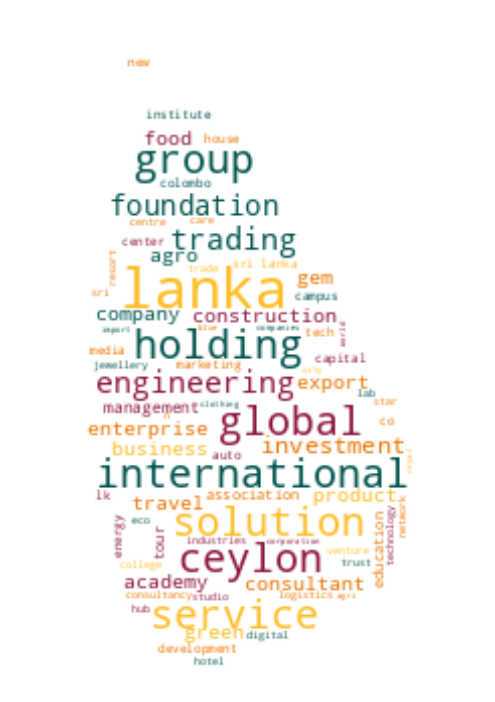 new
institute
food house
group
colombo
foundation
centre care
center trading
agro
resort trade sri lanka
lanka gem
sri campus
company construction
import blue companies tech world
holding
media
jewellery marketing capital
city
engineering export
lab
management clothing star
global co
enterprise
business investment
auto
royal
international
lk association product
travel network
eco solution
energy tour industries corporation education technology
ceylon venture
college trust
academy consultant
consultancy studio logistics agri
hub service
green digital
development
hotel